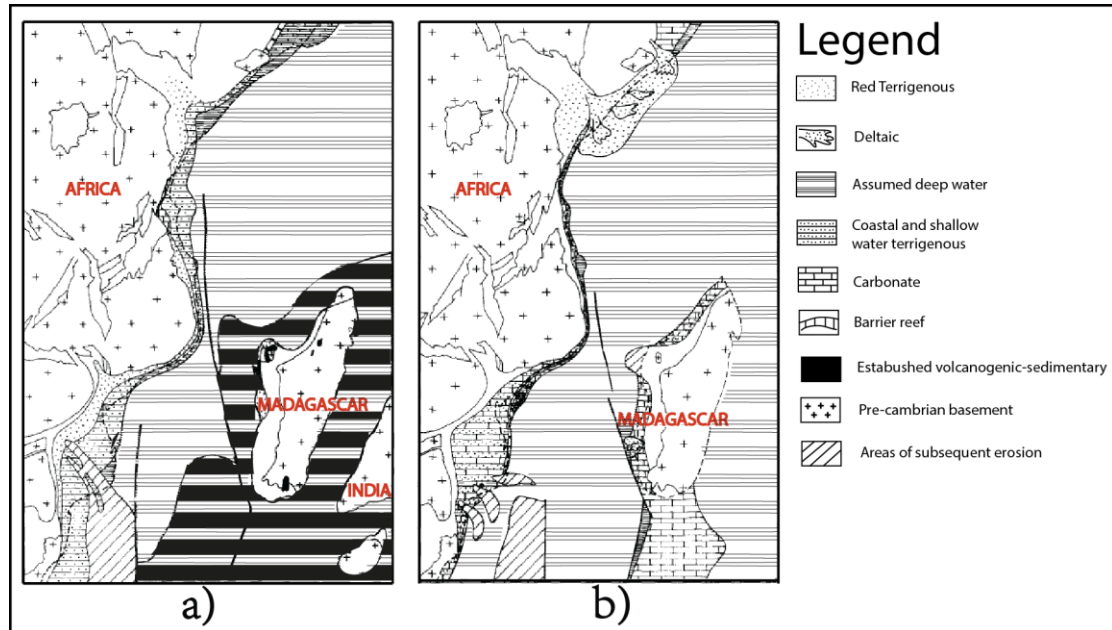 AFRICA
MADAGASCAR
INDIA
a)
AFRICA
MADAGASCAR
b)
Legend
Red Terrigenous
Deltaic
Assumed deep water
Coastal and shallow
water terrigenous
Carbonate
Barrier reef
Estabushed volcanogenic-sedimentary
Pre-cambrian basement
Areas of subsequent erosion